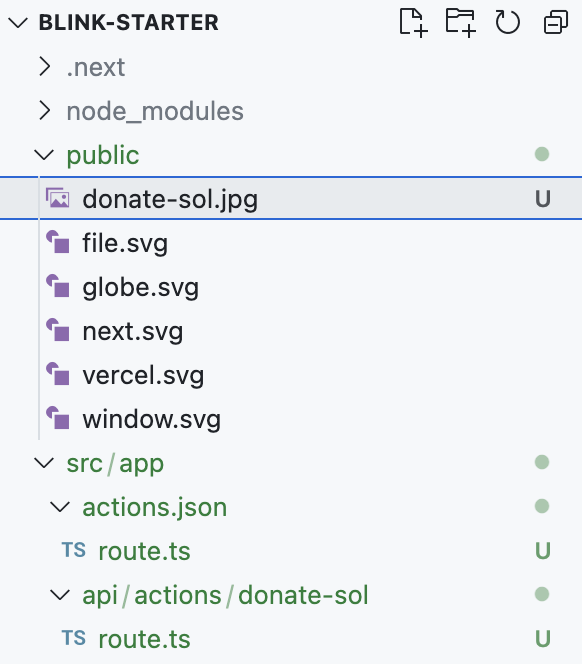 BLINK-STARTER
.next
node_modules
public
donate-sol.jpg U
file.svg
globe.svg
next.svg
vercel.svg
window.svg
src/app
actions.json
TS route.ts U
api/actions/donate-sol
TS route.ts U